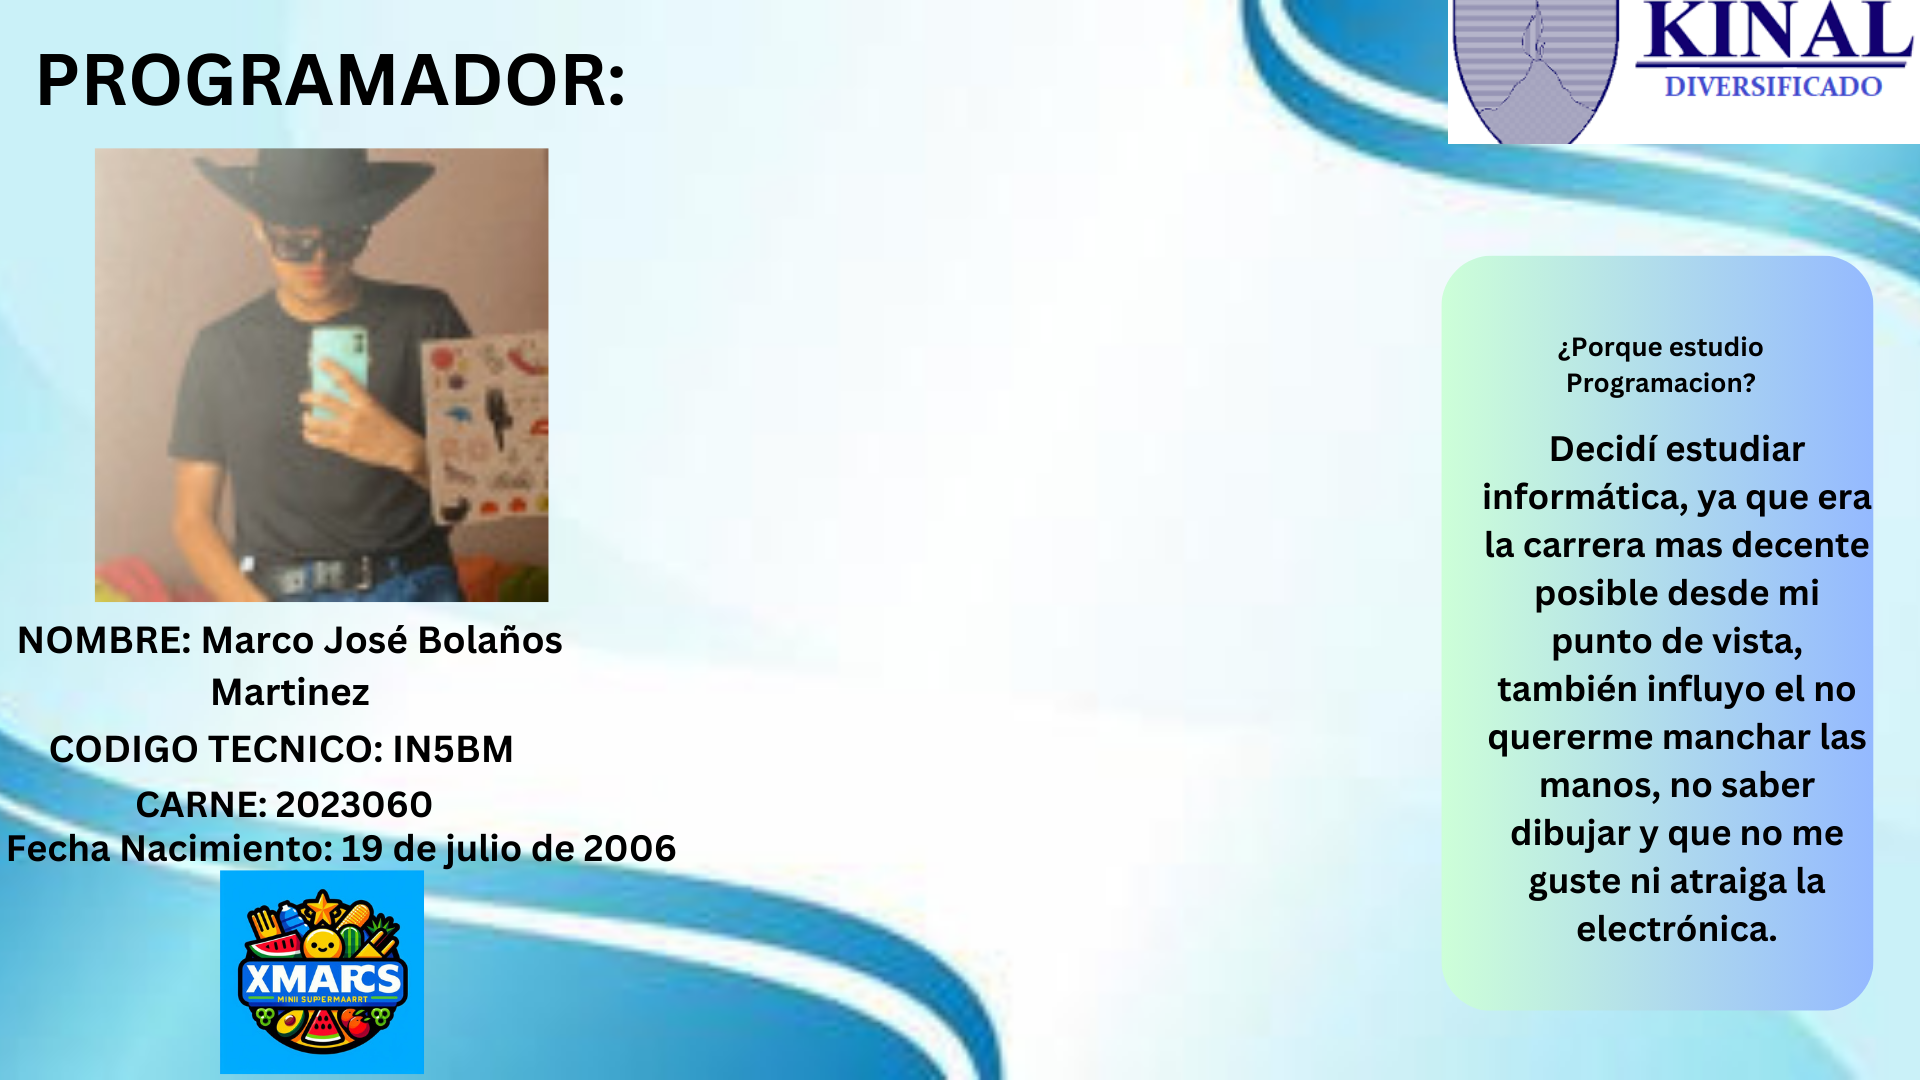 PROGRAMADOR:
KINAL
DIVERSIFICADO
NOMBRE: Marco José Bolaños
Martinez
CODIGO TECNICO: IN5BM
CARNE: 2023060
Fecha Nacimiento: 19 de julio de 2006
XMARCS
MINII SUPERMAARRT
¿Porque estudio
Programacion?
Decidí estudiar
informática, ya que era
la carrera mas decente
posible desde mi
punto de vista,
también influyo el no
quererme manchar las
manos, no saber
dibujar y que no me
guste ni atraiga la
electrónica.